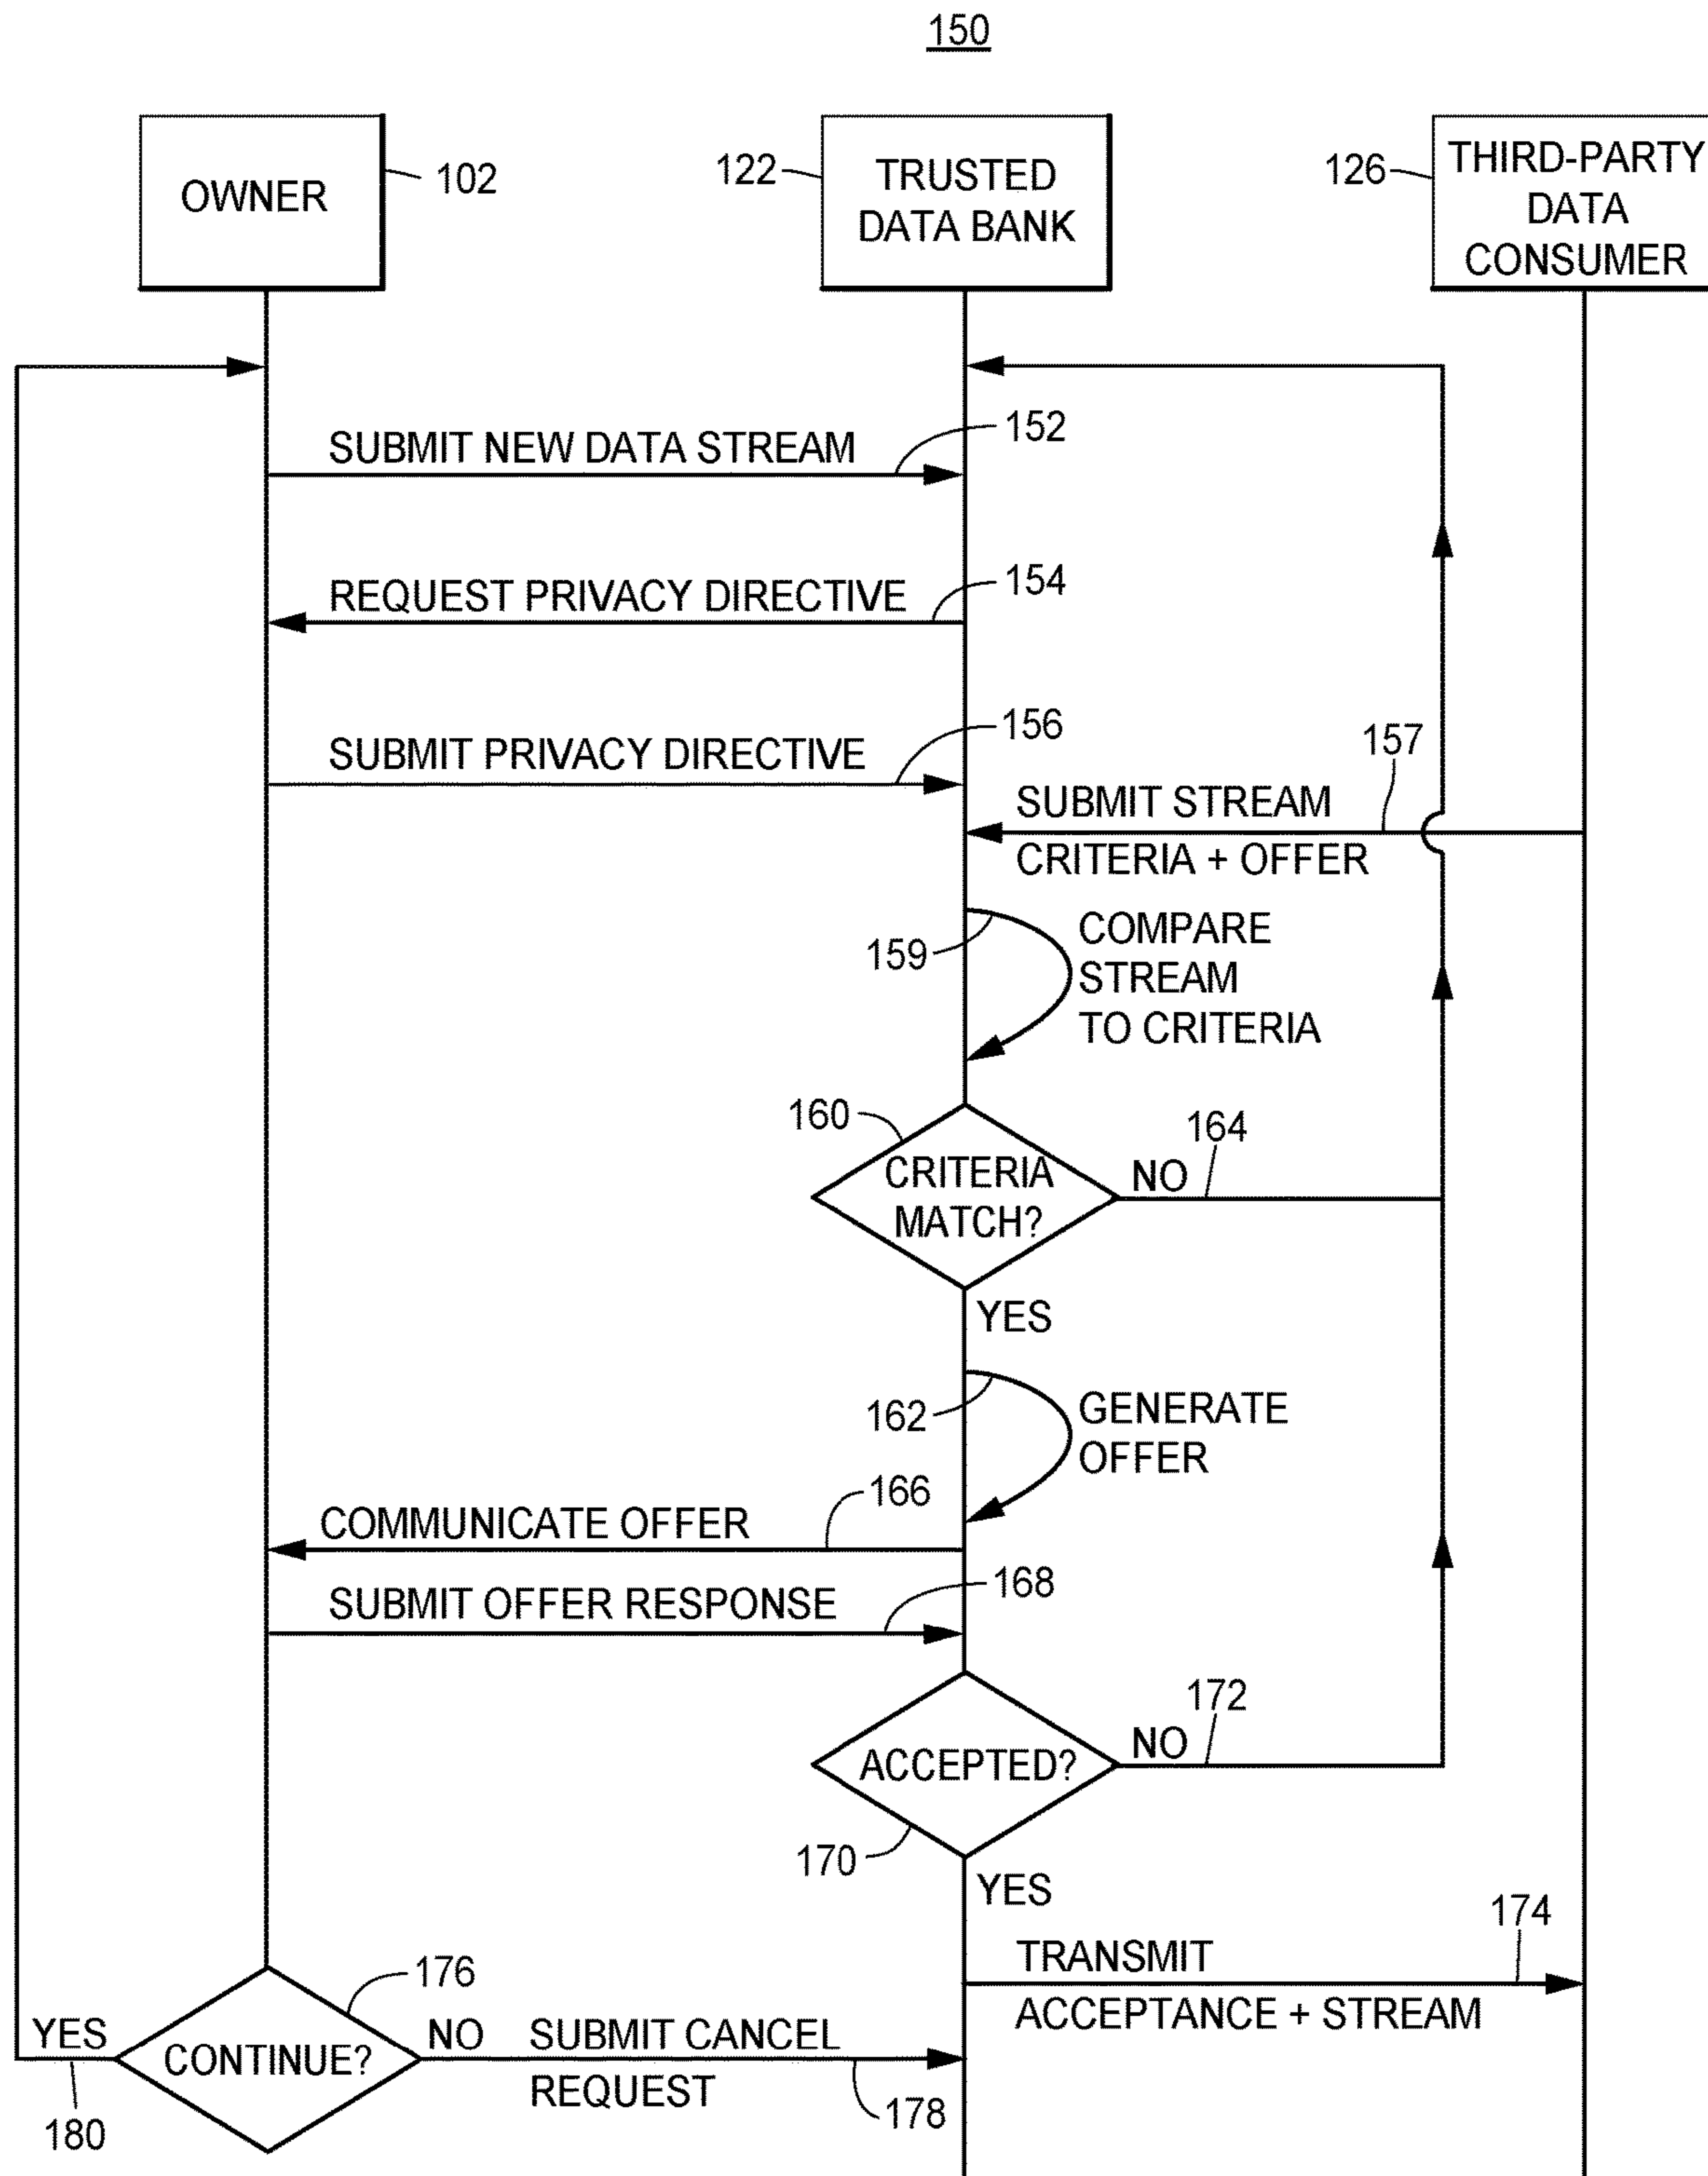 150
OWNER
102
122
TRUSTED
DATA BANK
126
THIRD-PARTY
DATA
CONSUMER
SUBMIT NEW DATA STREAM
152
REQUEST PRIVACY DIRECTIVE
154
SUBMIT PRIVACY DIRECTIVE
156
157
SUBMIT STREAM
CRITERIA + OFFER
159
COMPARE
STREAM
TO CRITERIA
160
CRITERIA
MATCH?
NO
164
YES
162
GENERATE
OFFER
COMMUNICATE OFFER
166
SUBMIT OFFER RESPONSE
168
ACCEPTED?
NO
172
170
YES
174
TRANSMIT
ACCEPTANCE + STREAM
176
YES
CONTINUE?
NO
SUBMIT CANCEL
REQUEST
178
180